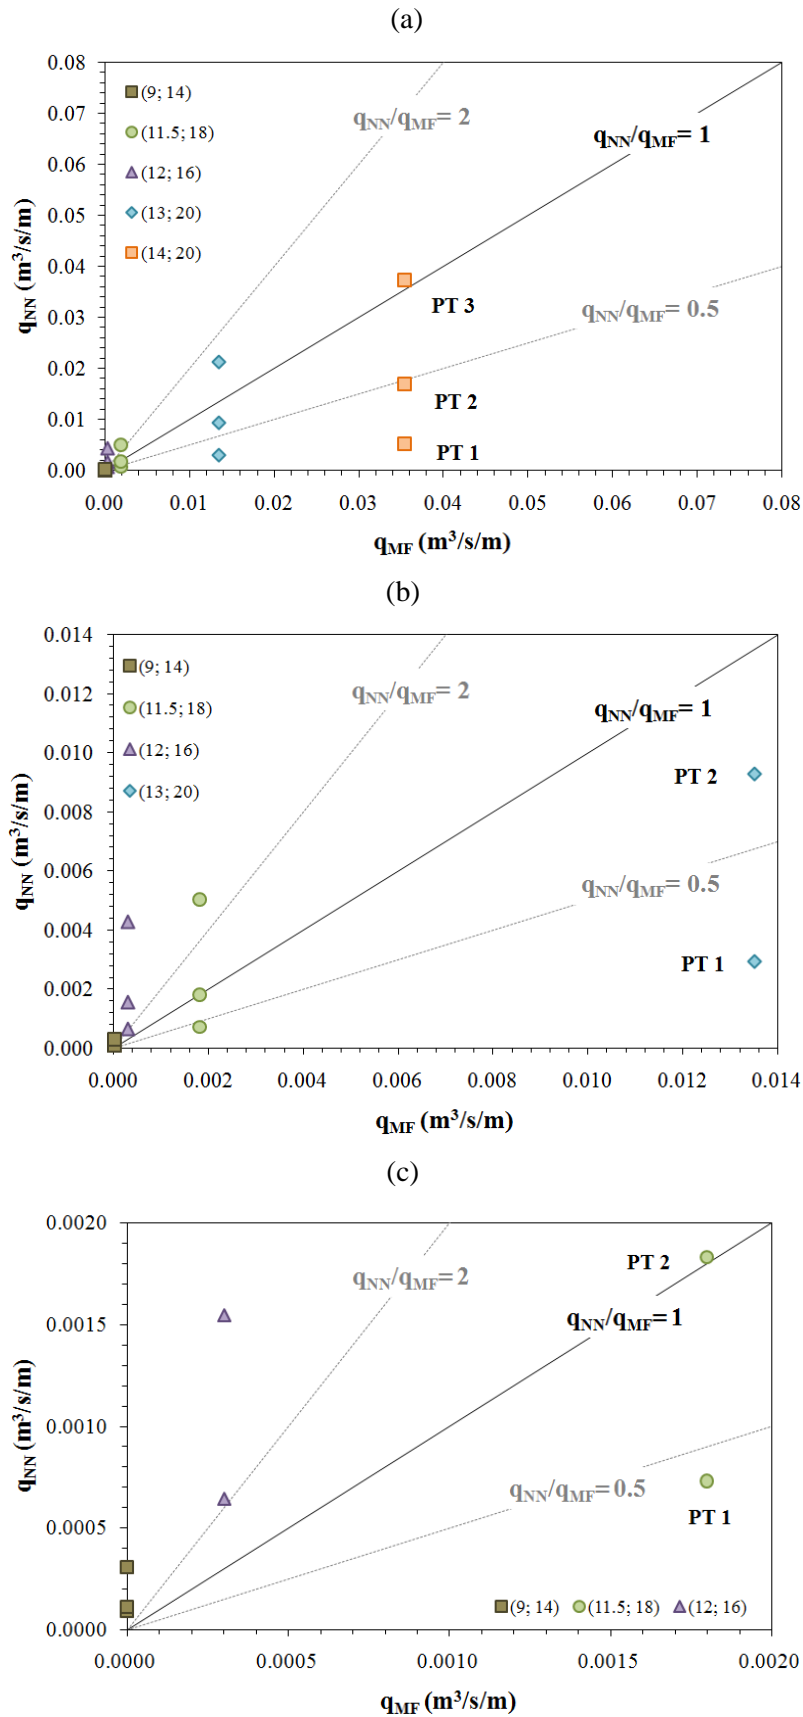 (a)
0.08
0.07
0.06
0.05
0.04
0.03
0.02
0.01
0.00
qNN (m³/s/m)
(9; 14)
(11.5; 18)
(12; 16)
(13; 20)
(14; 20)
qNN/qMF= 2
qNN/qMF= 1
qNN/qMF= 0.5
PT 3
PT 2
PT 1
0.00 0.01 0.02 0.03 0.04 0.05 0.06 0.07 0.08
qMF (m³/s/m)
(b)
0.014
0.012
0.010
0.008
0.006
0.004
0.002
0.000
qNN (m³/s/m)
(9; 14)
(11.5; 18)
(12; 16)
(13; 20)
qNN/qMF= 2
qNN/qMF= 1
PT 2
qNN/qMF= 0.5
PT 1
0.000 0.002 0.004 0.006 0.008 0.010 0.012 0.014
qMF (m³/s/m)
(c)
0.0020
0.0015
0.0010
0.0005
0.0000
qNN (m³/s/m)
PT 2
qNN/qMF= 2
qNN/qMF= 1
qNN/qMF= 0.5
PT 1
(9; 14) (11.5; 18) (12; 16)
0.0000 0.0005 0.0010 0.0015 0.0020
qMF (m³/s/m)